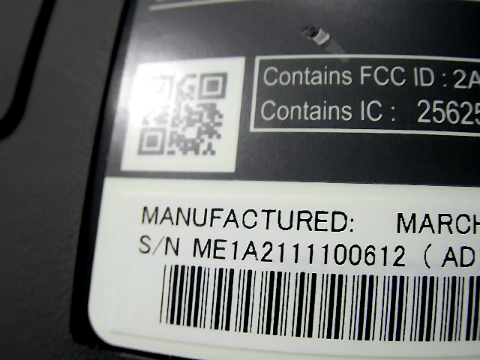 Contains FCC ID : 2A
Contains IC : 25625
MANUFACTURED: MARCH
S/N ME1A2111100612 ( AD